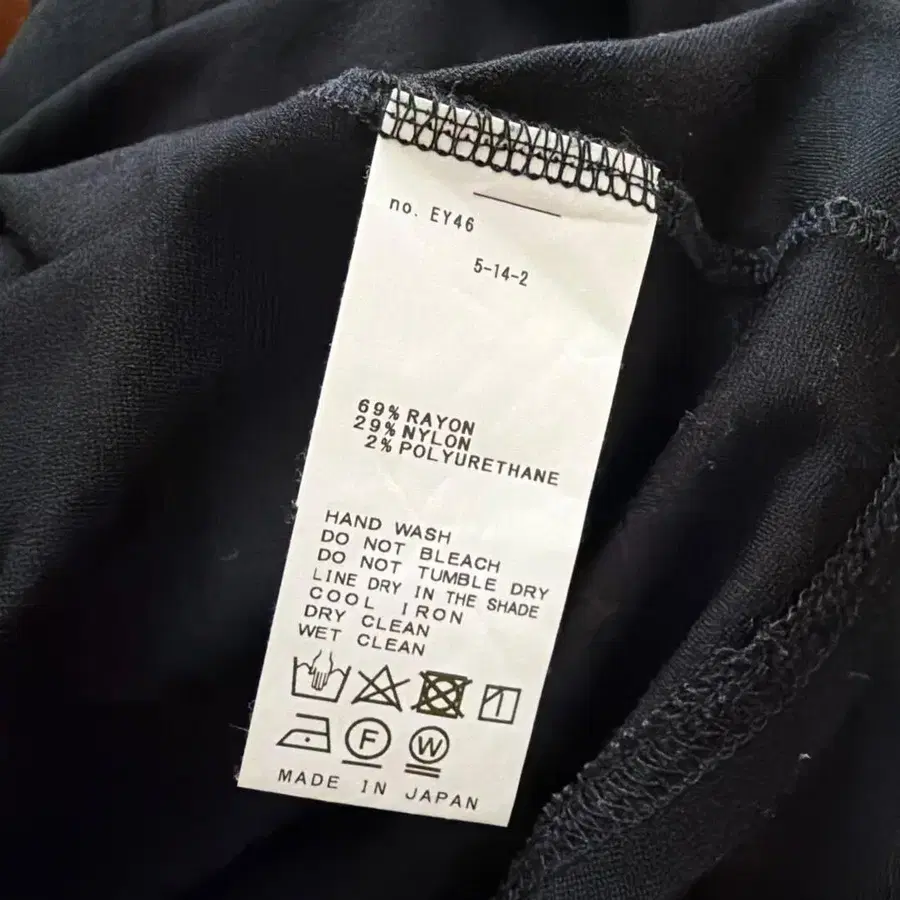 no. EY46
5-14-2
69% RAYON
29% NYLON
2% POLYURETHANE
HAND WASH
DO NOT BLEACH
DO NOT TUMBLE DRY
LINE DRY IN THE SHADE
COOL IRON
DRY CLEAN
WET CLEAN
F W
MADE IN JAPAN